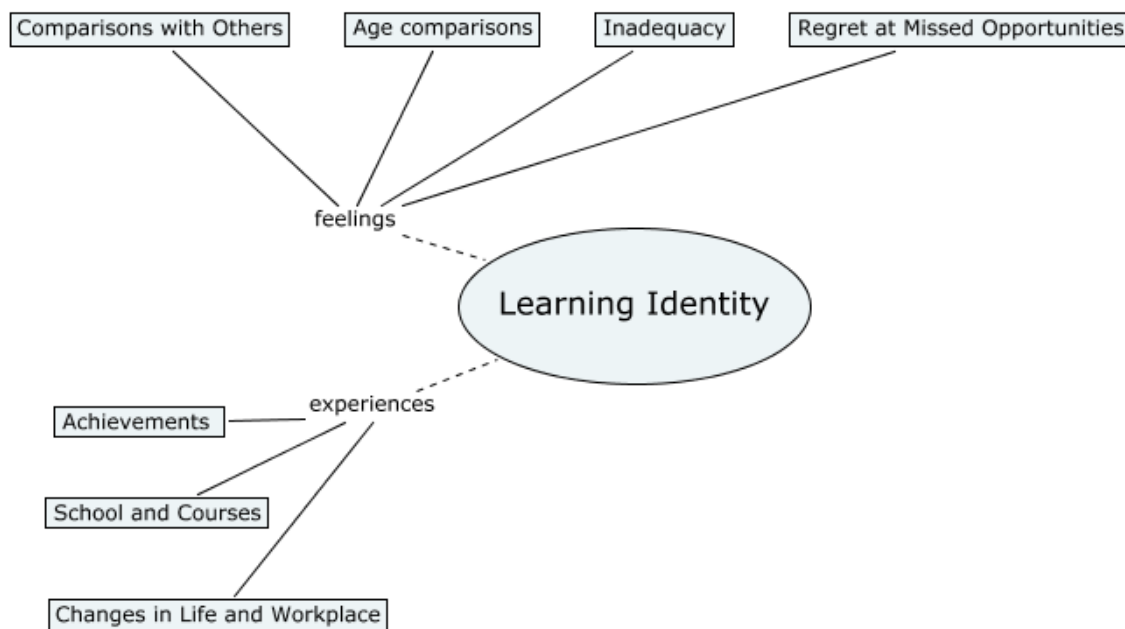 Comparisons with Others
Age comparisons
Inadequacy
Regret at Missed Opportunities
feelings
Learning Identity
experiences
Achievements
School and Courses
Changes in Life and Workplace